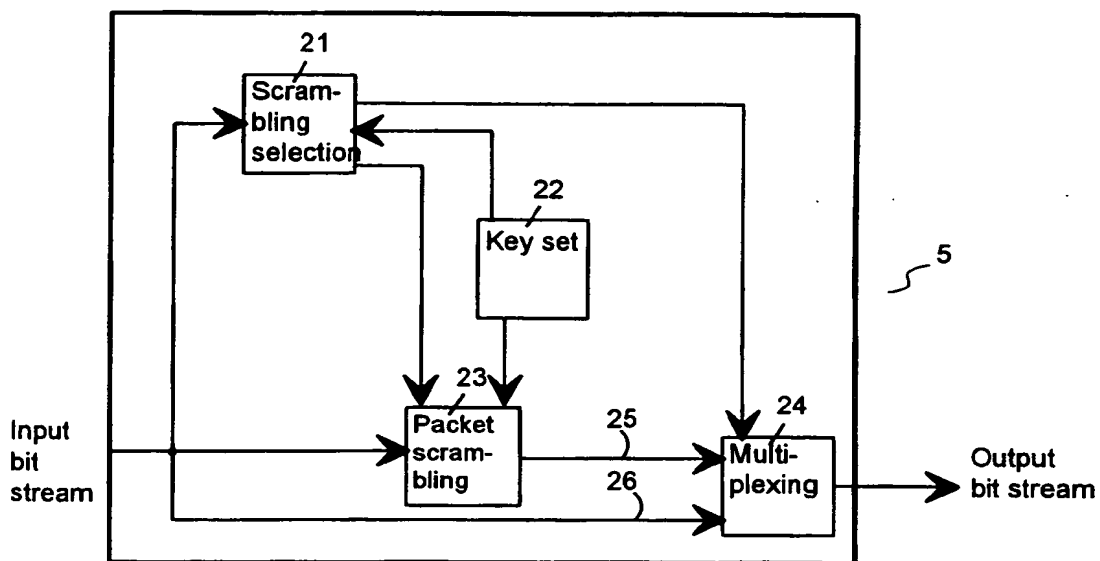 21
Scram-
bling
selection
22
Key set
5
23
Packet
scram-
bling
Input
bit
stream
25
26
24
Multi-
plexing
Output
bit stream